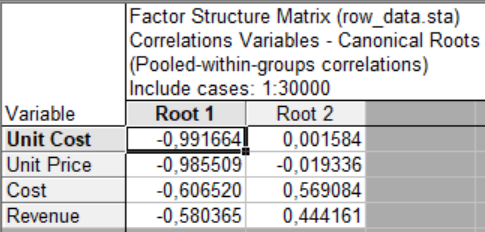 Factor Structure Matrix (row_data.sta)
Correlations Variables - Canonical Roots
(Pooled-within-groups correlations)
Include cases: 1:30000
Variable Root 1 Root 2
Unit Cost -0,991664 0,001584
Unit Price -0,985509 -0,019336
Cost -0,606520 0,569084
Revenue -0,580365 0,444161